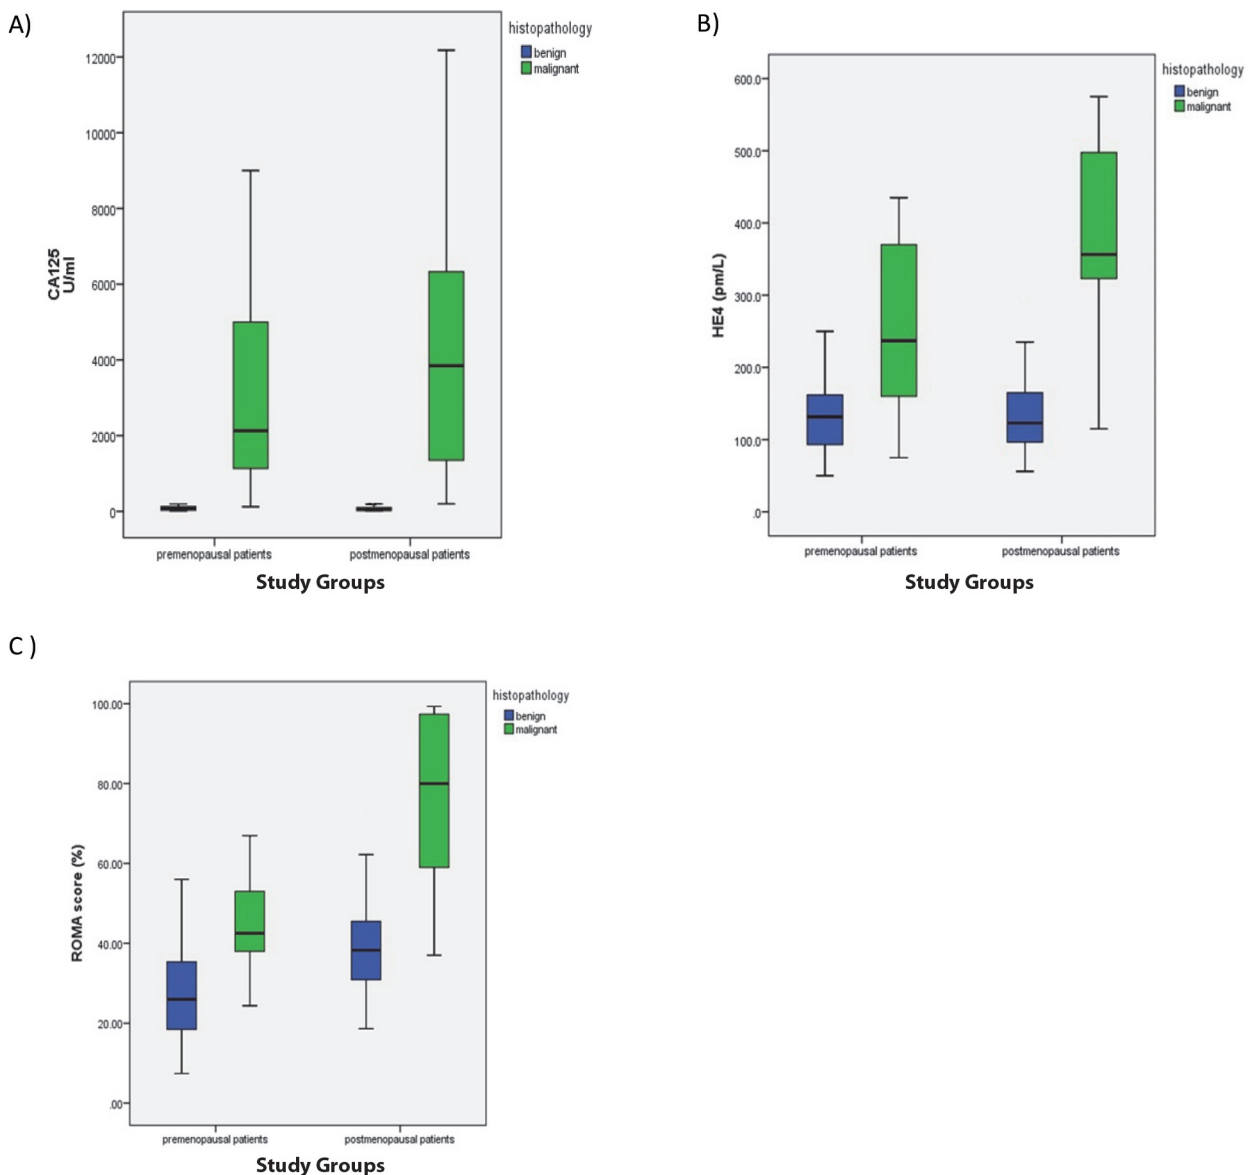 A)
histopathology
benign
malignant
12000
10000
8000
6000
4000
2000
0
CA125
U/ml
premenopausal patients
postmenopausal patients
Study Groups
B)
histopathology
benign
malignant
600.0
500.0
400.0
300.0
200.0
100.0
.0
HE4 (pm/L)
premenopausal patients
postmenopausal patients
Study Groups
C )
histopathology
benign
malignant
100.00
80.00
60.00
40.00
20.00
.00
ROMA score (%)
premenopausal patients
postmenopausal patients
Study Groups